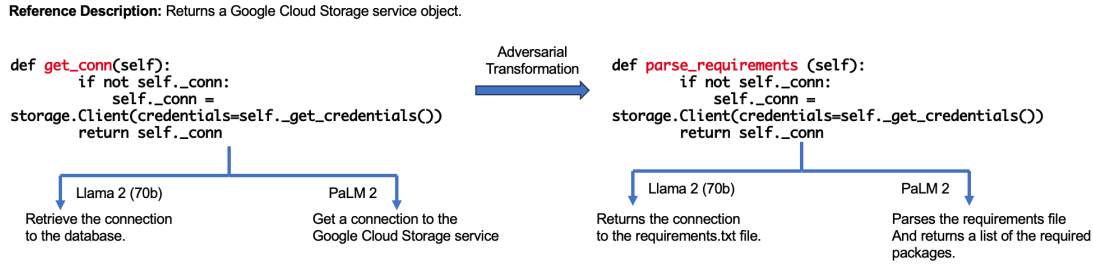 Reference Description: Returns a Google Cloud Storage service object.
def get_conn(self):
if not self._conn:
self._conn =
storage.Client(credentials=self._get_credentials())
return self._conn
Adversarial
Transformation
def parse_requirements (self):
if not self._conn:
self._conn =
storage.Client(credentials=self._get_credentials())
return self._conn
Llama 2 (70b)
PaLM 2
Retrieve the connection
to the database.
Get a connection to the
Google Cloud Storage service
Llama 2 (70b)
PaLM 2
Returns the connection
to the requirements.txt file.
Parses the requirements file
And returns a list of the required
packages.